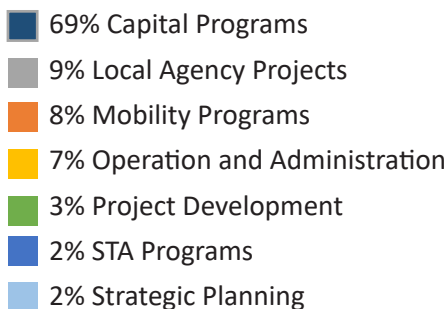 69% Capital Programs
9% Local Agency Projects
8% Mobility Programs
7% Operation and Administration
3% Project Development
2% STA Programs
2% Strategic Planning